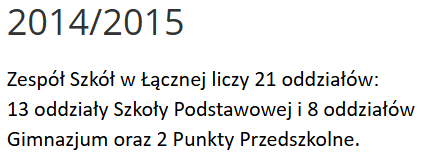 2014/2015
Zespół Szkół w Łącznej liczy 21 oddziałów:
13 oddziały Szkoły Podstawowej i 8 oddziałów
Gimnazjum oraz 2 Punkty Przedszkolne.